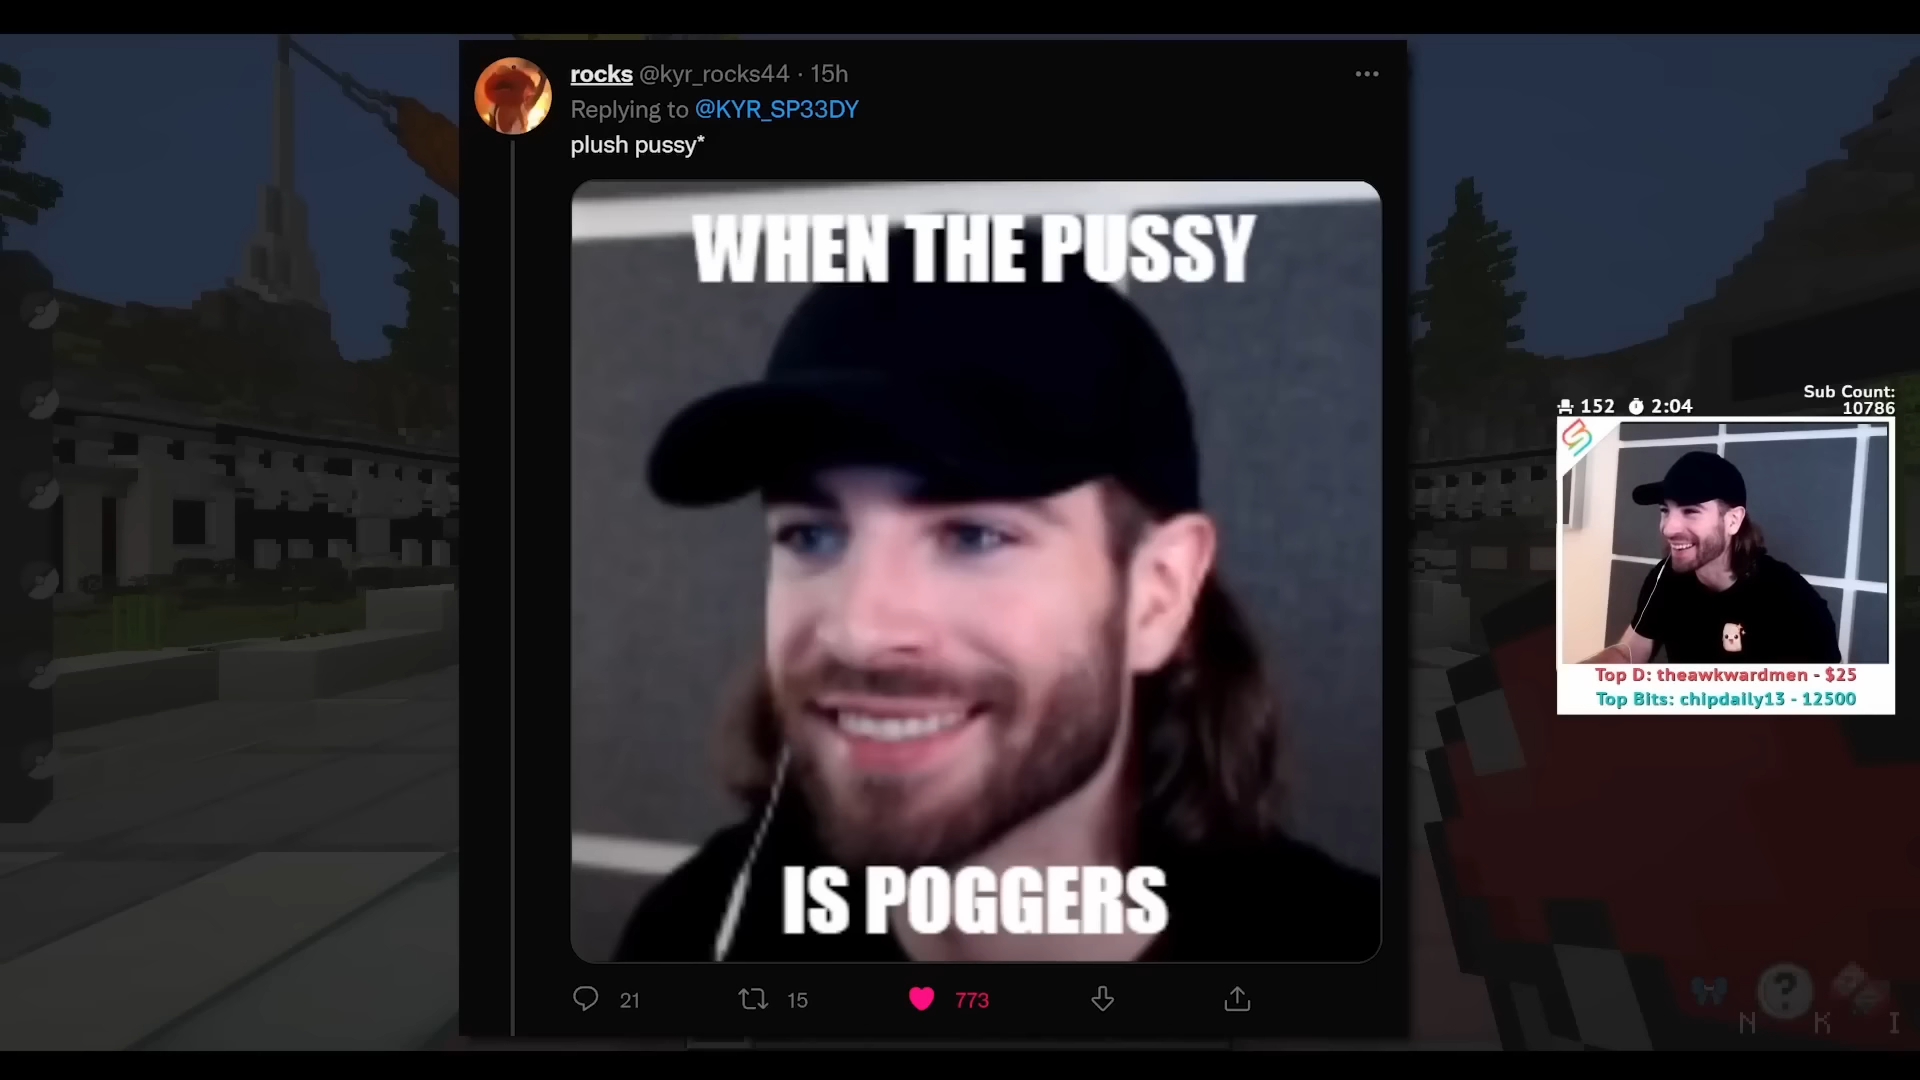 rocks @kyr_rocks44 · 15h
Replying to @KYR_SP33DY
plush pussy*
WHEN THE PUSSY
IS POGGERS
21
15
773
152 2:04
Sub Count:
10786
Top D: theawkwardmen - $25
Top Bits: chipdaily13 - 12500
?
N K I